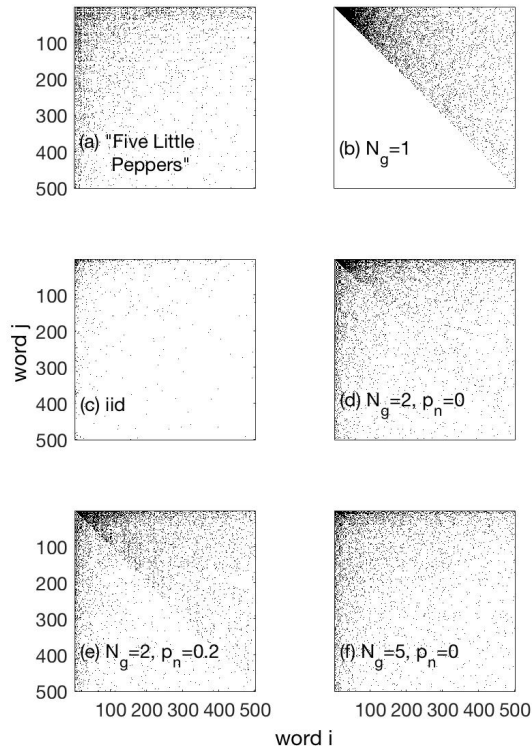 100
200
300
400
500
(a) "Five Little
Peppers"
(b) N_g=1
word j
100
200
300
400
500
(c) iid
(d) N_g=2, p_n=0
100
200
300
400
500
(e) N_g=2, p_n=0.2
(f) N_g=5, p_n=0
100 200 300 400 500
100 200 300 400 500
word i